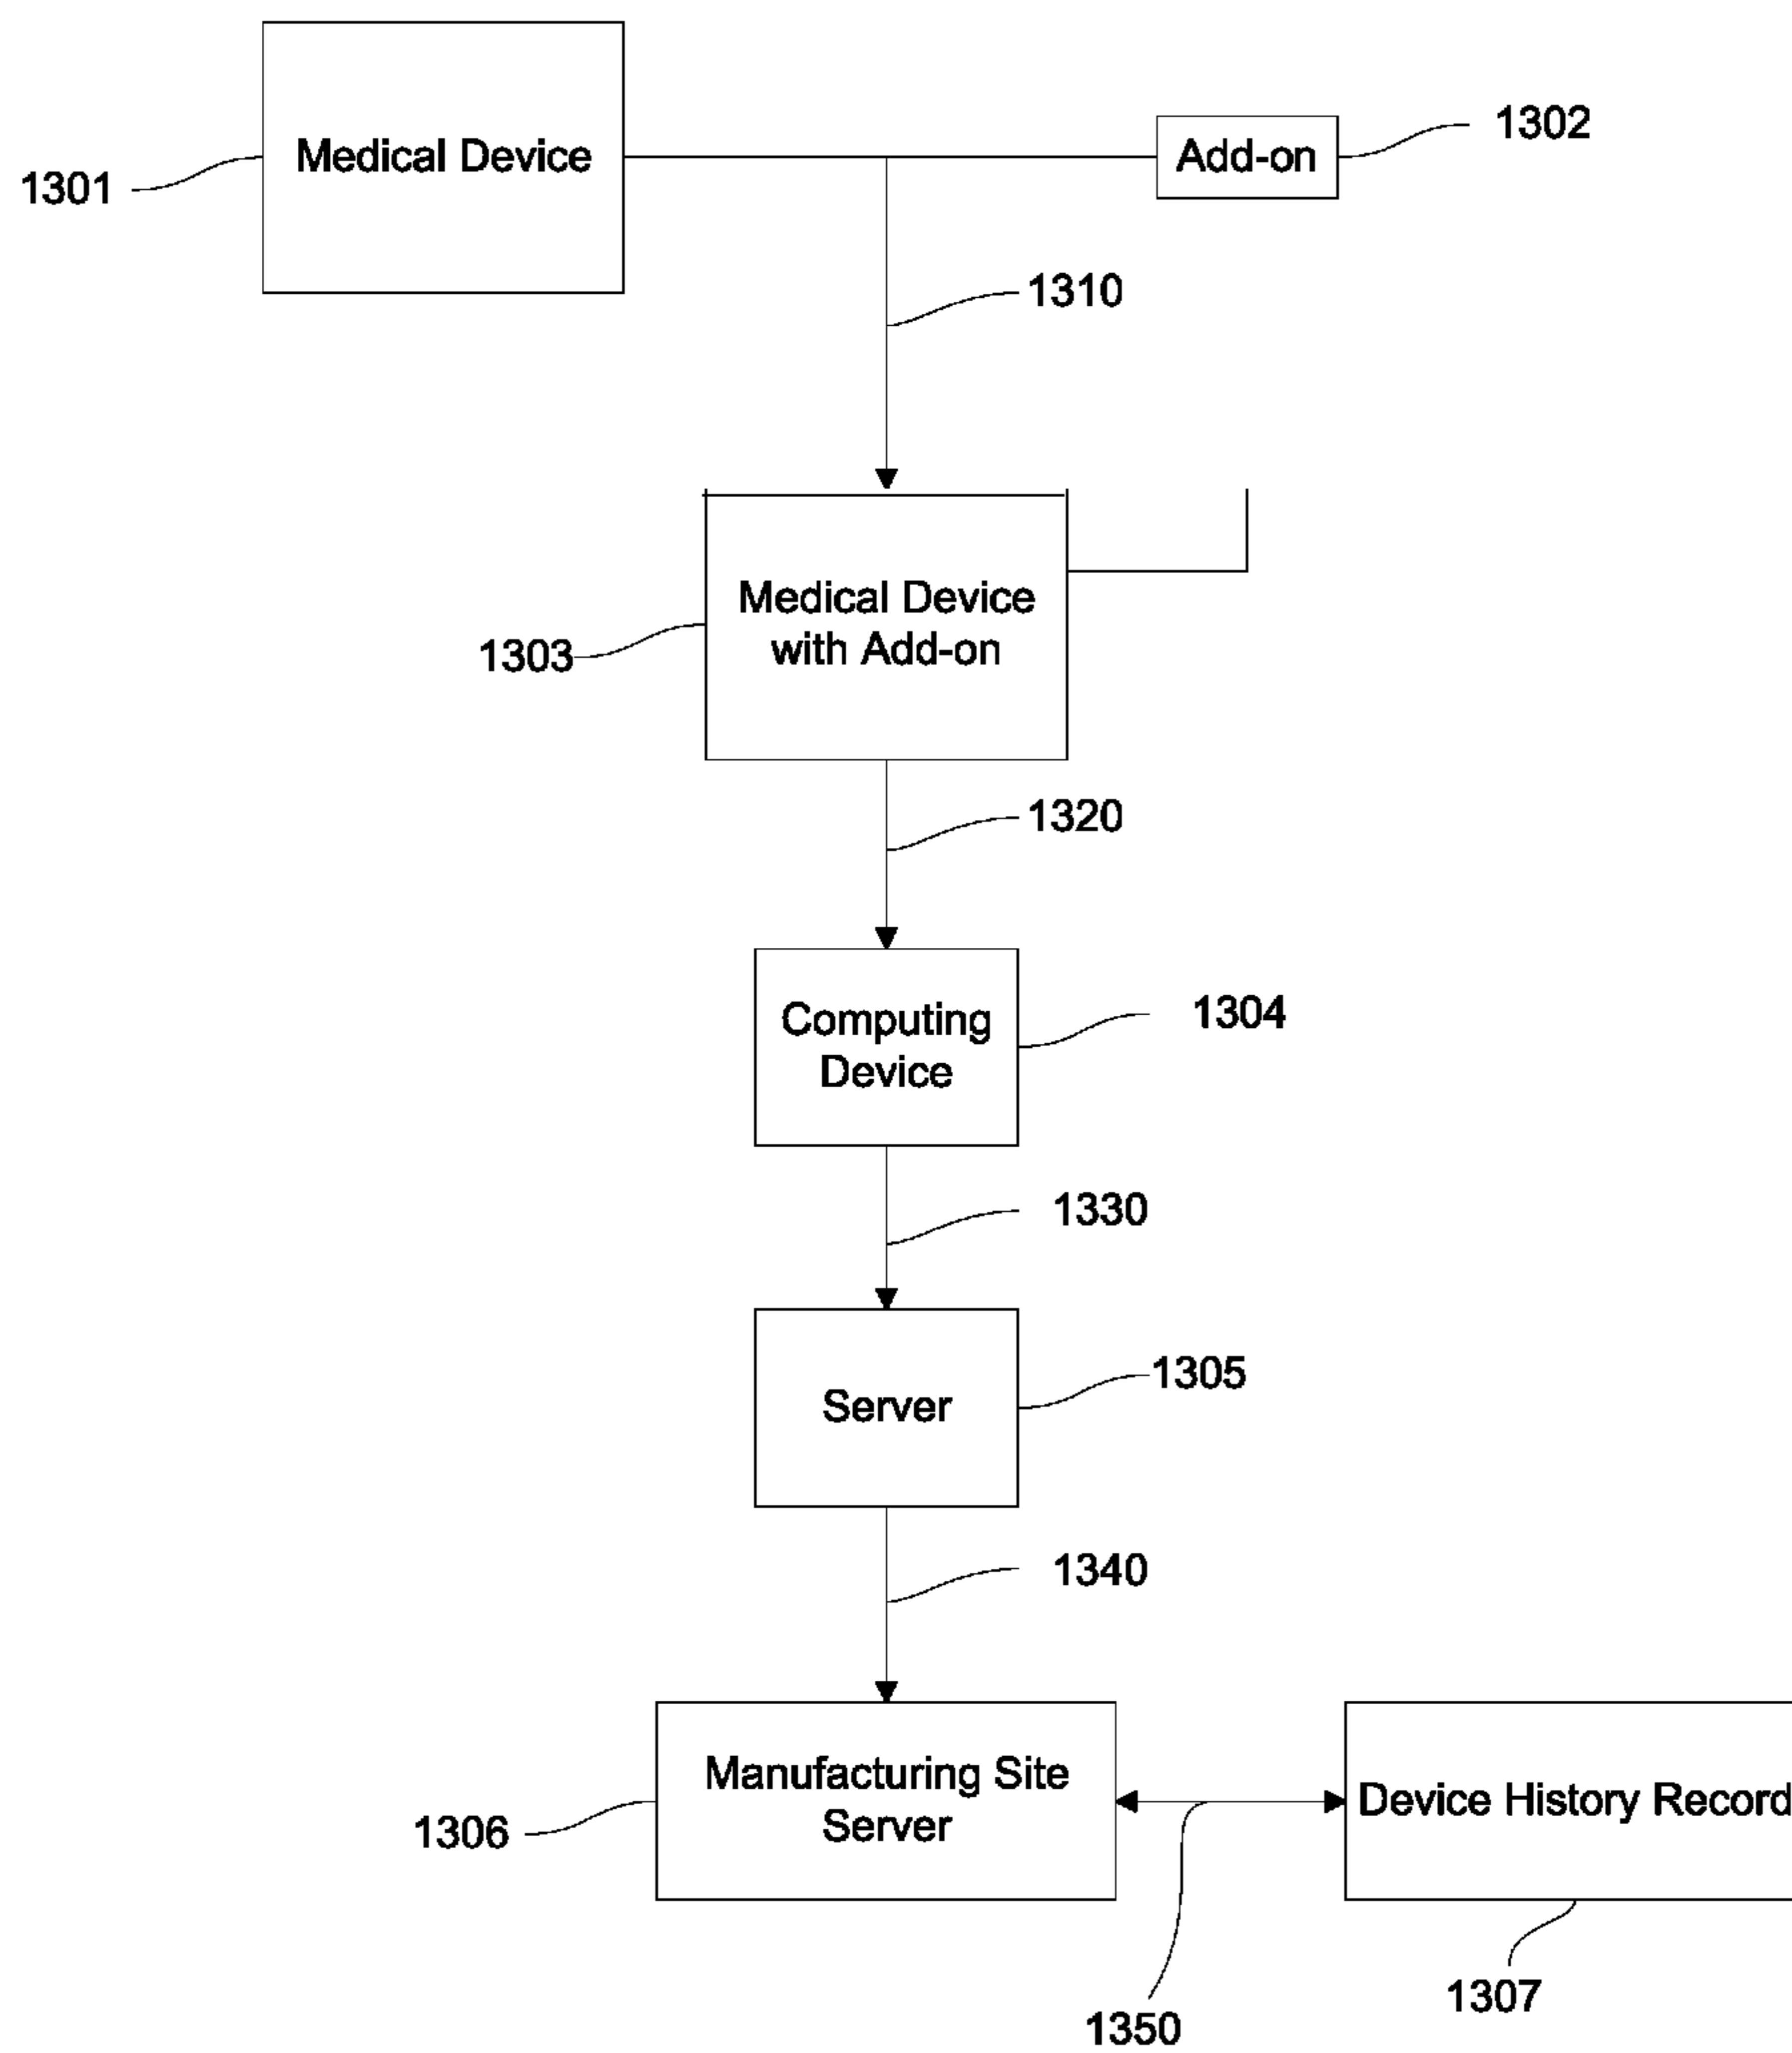 1302
Medical Device
Add-on
1301
1310
Medical Device
with Add-on
1303
1320
1304
Computing
Device
1330
1305
Server
1340
Manufacturing Site
Server
Device History Record
1306
1307
1350